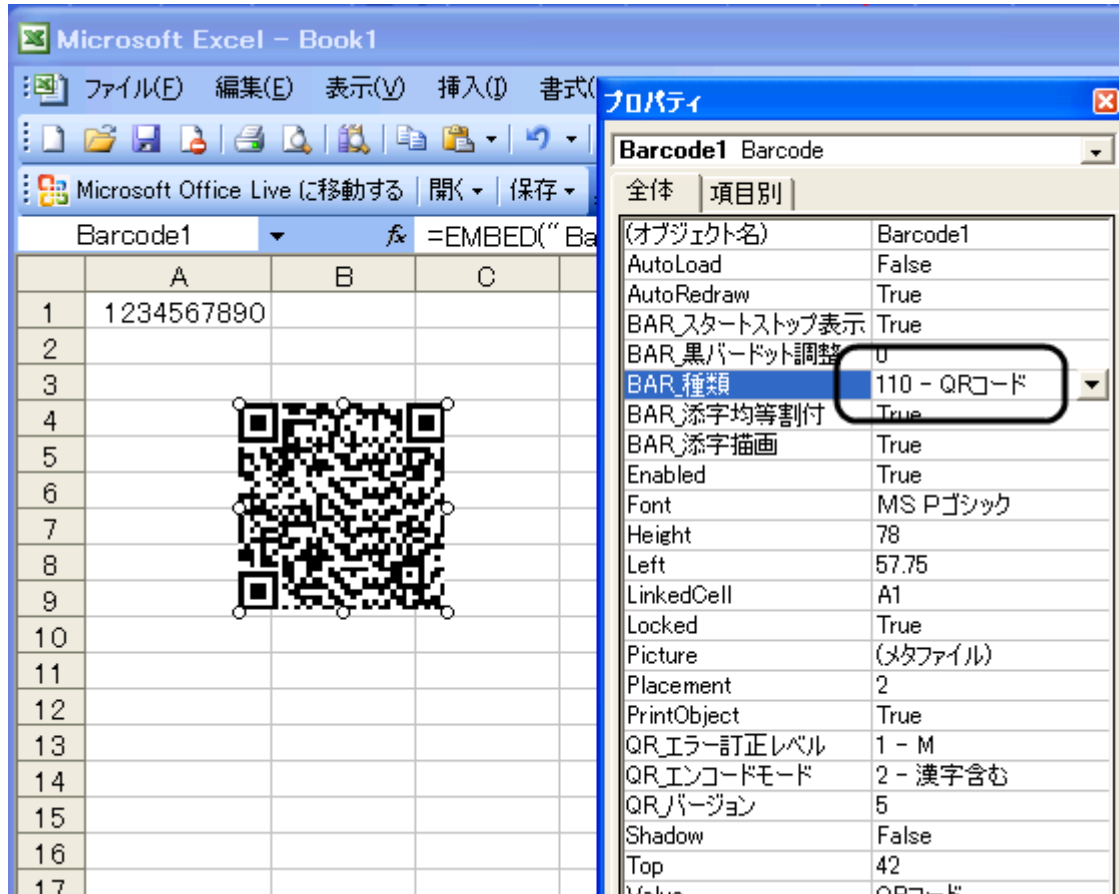 Microsoft Excel - Book1
ファイル(F) 編集(E) 表示(V) 挿入(I) 書式(
Microsoft Office Live に移動する 開く 保存
Barcode1 fx =EMBED("Ba
A B C
1 1234567890
2
3
4
5
6
7
8
9
10
11
12
13
14
15
16
17
プロパティ
Barcode1 Barcode
全体 項目別
(オブジェクト名) Barcode1
AutoLoad False
AutoRedraw True
BAR_スタートストップ表示 True
BAR_黒バードット調整 0
BAR_種類 110 - QRコード
BAR_添字均等割付 True
BAR_添字描画 True
Enabled True
Font MS Pゴシック
Height 78
Left 57.75
LinkedCell A1
Locked True
Picture (メタファイル)
Placement 2
PrintObject True
QR_エラー訂正レベル 1 - M
QR_エンコードモード 2 - 漢字含む
QR_バージョン 5
Shadow False
Top 42
Value QRコード